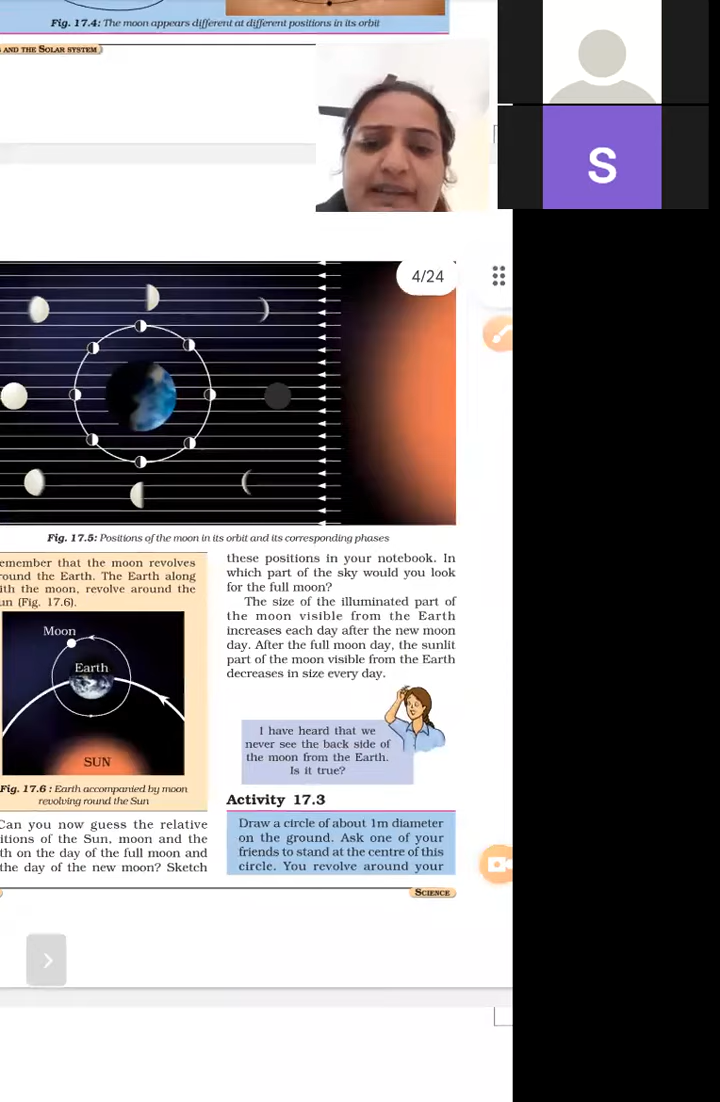 Fig. 17.4: The moon appears different at different positions in its orbit
AND THE SOLAR SYSTEM
S
4/24
Fig. 17.5: Positions of the moon in its orbit and its corresponding phases
emember that the moon revolves
round the Earth. The Earth along
ith the moon, revolve around the
un (Fig. 17.6).
Moon
Earth
SUN
Fig. 17.6 : Earth accompanied by moon
revolving round the Sun
Can you now guess the relative
itions of the Sun, moon and the
th on the day of the full moon and
the day of the new moon? Sketch
these positions in your notebook. In
which part of the sky would you look
for the full moon?
The size of the illuminated part of
the moon visible from the Earth
increases each day after the new moon
day. After the full moon day, the sunlit
part of the moon visible from the Earth
decreases in size every day.
I have heard that we
never see the back side of
the moon from the Earth.
Is it true?
Activity 17.3
Draw a circle of about 1m diameter
on the ground. Ask one of your
friends to stand at the centre of this
circle. You revolve around your
SCIENCE